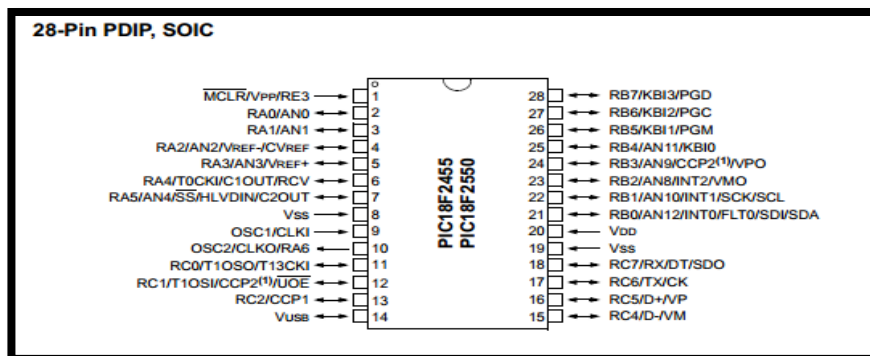 28-Pin PDIP, SOIC
MCLR/VPP/RE3 1
RA0/AN0 2
RA1/AN1 3
RA2/AN2/VREF-/CVREF 4
RA3/AN3/VREF+ 5
RA4/T0CKI/C1OUT/RCV 6
RA5/AN4/SS/HLVDIN/C2OUT 7
VSS 8
OSC1/CLKI 9
OSC2/CLKO/RA6 10
RC0/T1OSO/T13CKI 11
RC1/T1OSI/CCP2(1)/UOE 12
RC2/CCP1 13
VUSB 14
PIC18F2455
PIC18F2550
28 RB7/KBI3/PGD
27 RB6/KBI2/PGC
26 RB5/KBI1/PGM
25 RB4/AN11/KBI0
24 RB3/AN9/CCP2(1)/VPO
23 RB2/AN8/INT2/VMO
22 RB1/AN10/INT1/SCK/SCL
21 RB0/AN12/INT0/FLT0/SDI/SDA
20 VDD
19 VSS
18 RC7/RX/DT/SDO
17 RC6/TX/CK
16 RC5/D+/VP
15 RC4/D-/VM